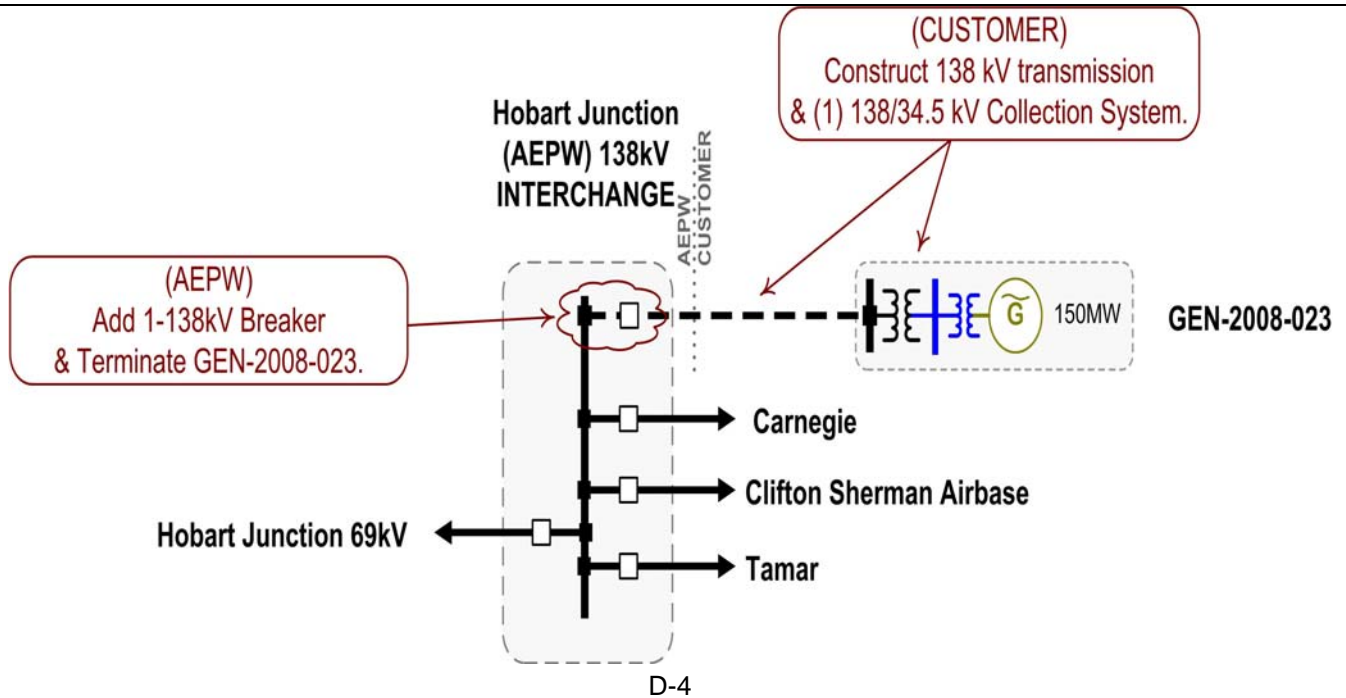 (CUSTOMER)
Construct 138 kV transmission
& (1) 138/34.5 kV Collection System.
Hobart Junction
(AEPW) 138kV
INTERCHANGE
AEPW
CUSTOMER
(AEPW)
Add 1-138kV Breaker
& Terminate GEN-2008-023.
G
150MW
GEN-2008-023
Carnegie
Clifton Sherman Airbase
Hobart Junction 69kV
Tamar
D-4